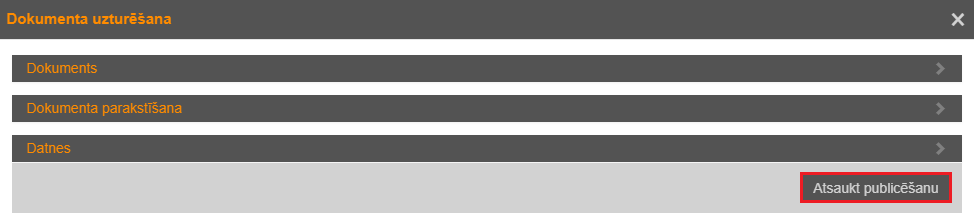 Dokumenta uzturēšana
Dokuments
Dokumenta parakstīšana
Datnes
Atsaukt publicēšanu